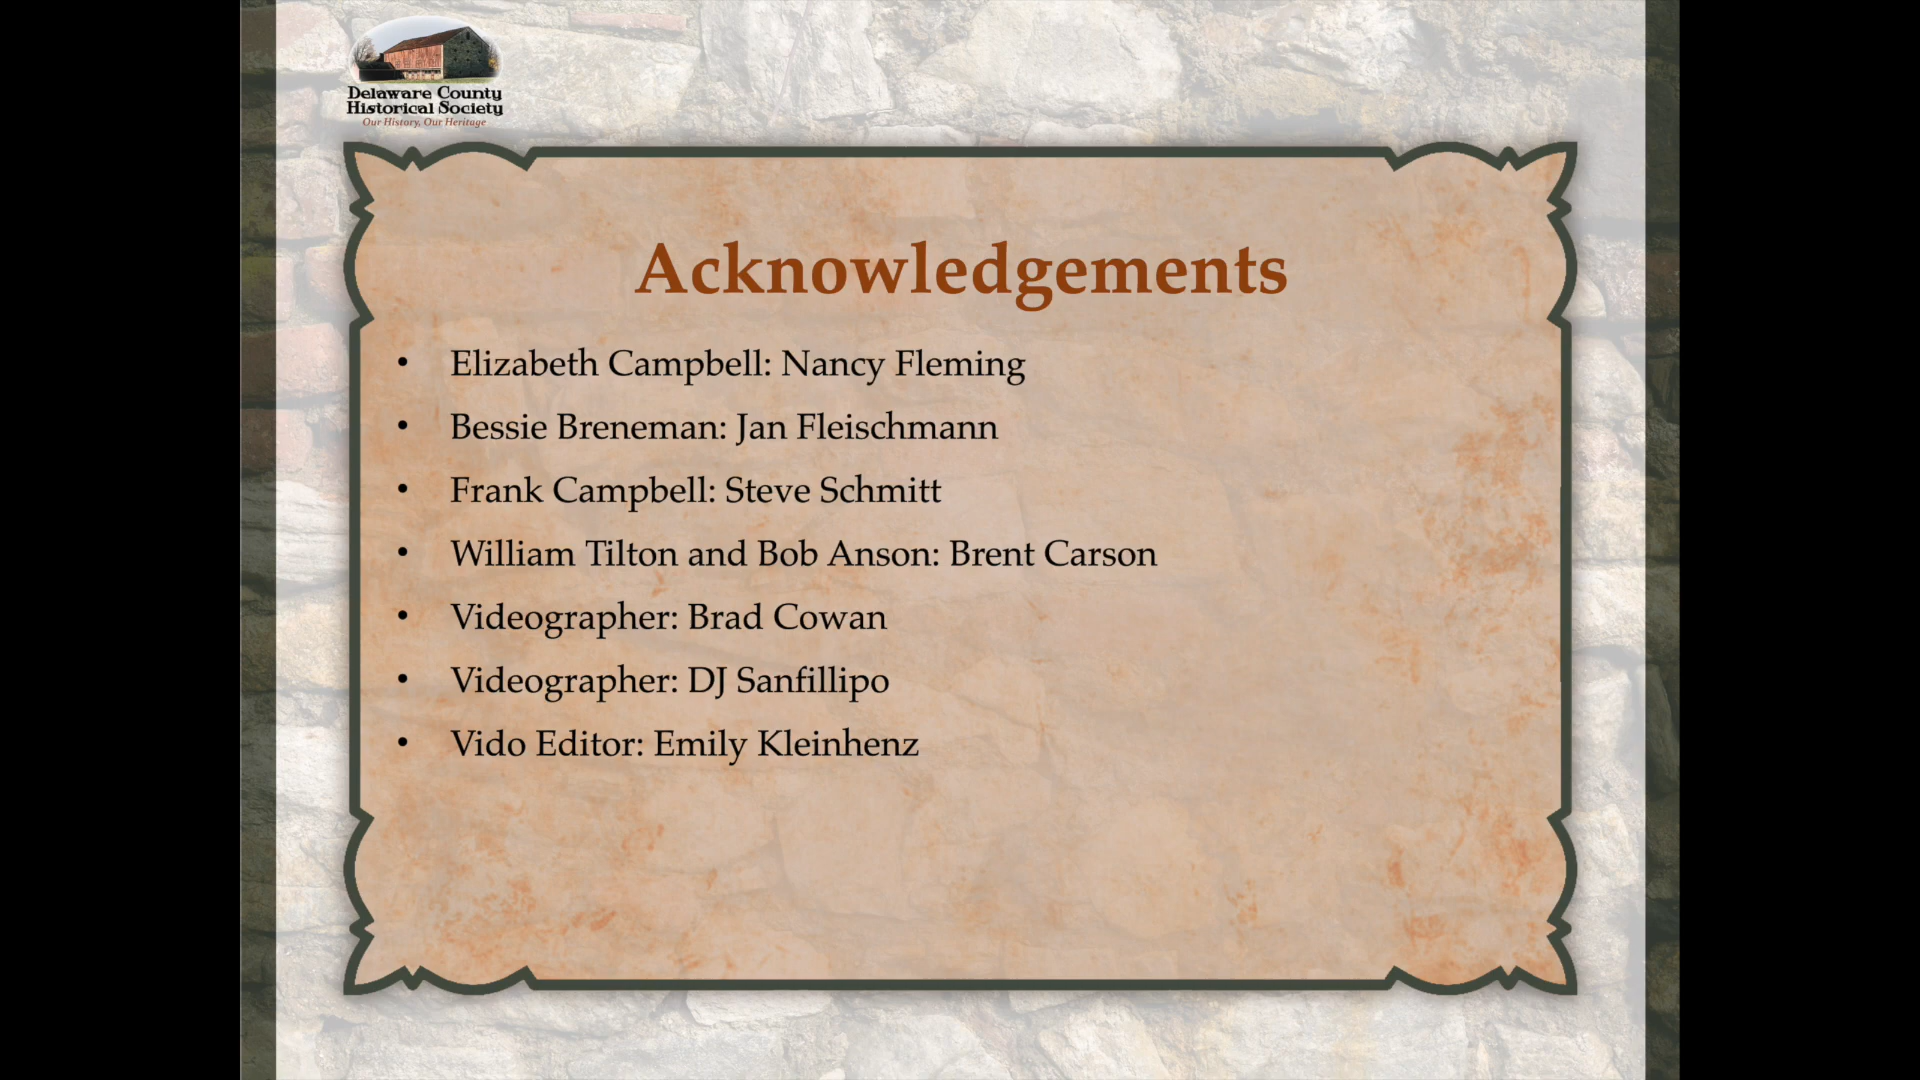 Delaware County
Historical Society
Our History, Our Heritage
Acknowledgements
• Elizabeth Campbell: Nancy Fleming
• Bessie Breneman: Jan Fleischmann
• Frank Campbell: Steve Schmitt
• William Tilton and Bob Anson: Brent Carson
• Videographer: Brad Cowan
• Videographer: DJ Sanfillipo
• Vido Editor: Emily Kleinhenz